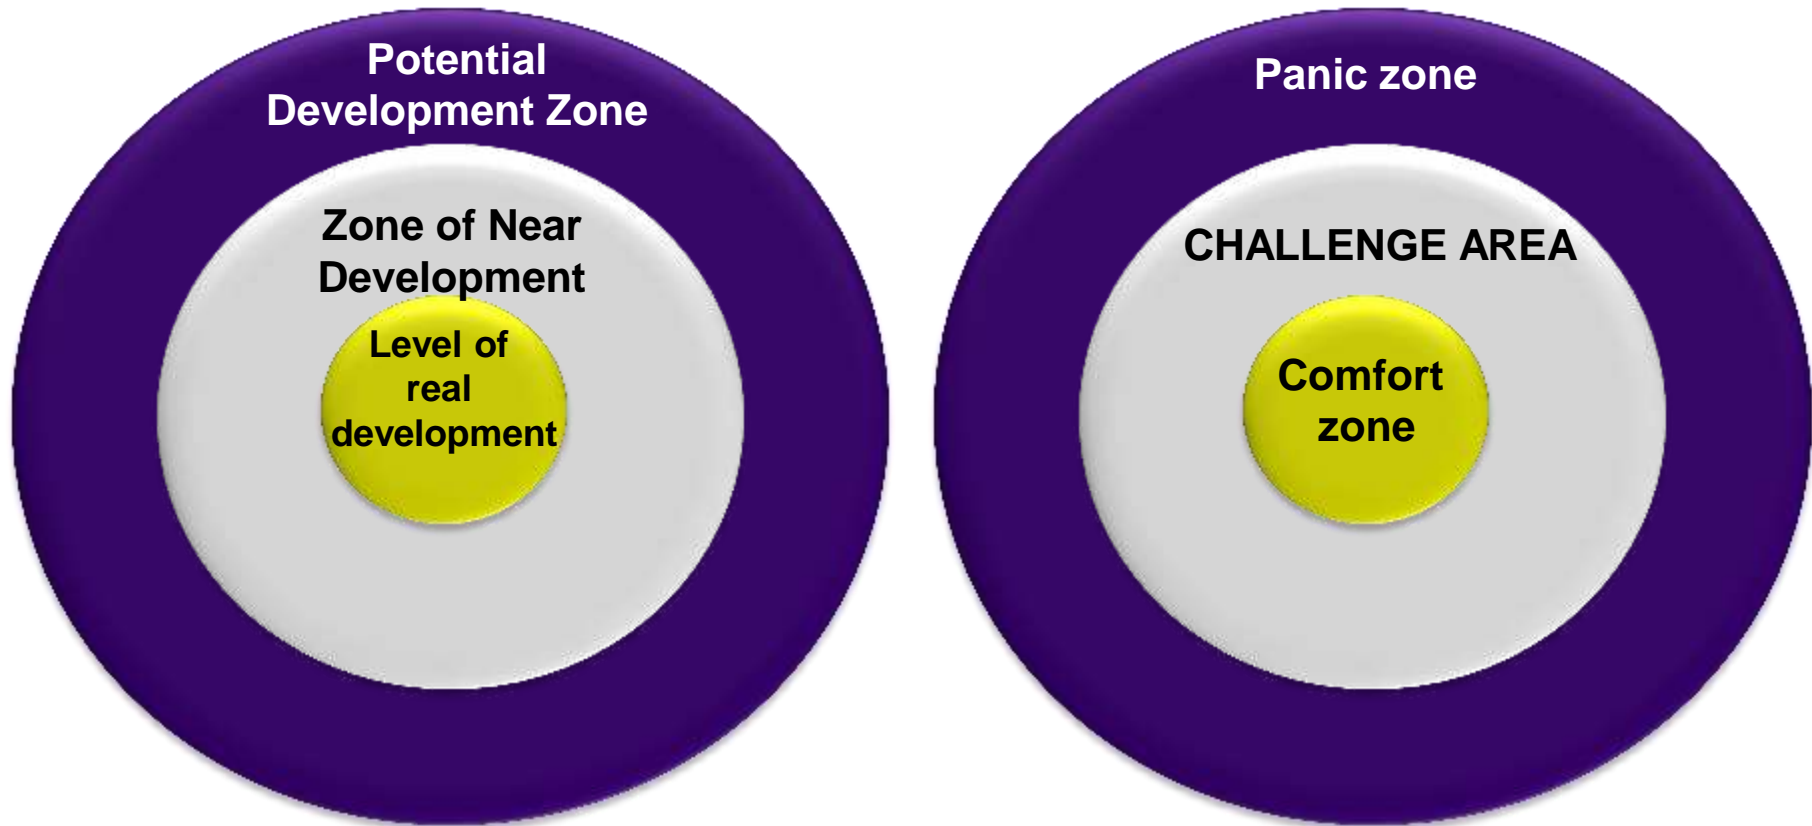 Potential
Development Zone
Zone of Near
Development
Level of
real
development
Panic zone
CHALLENGE AREA
Comfort
zone